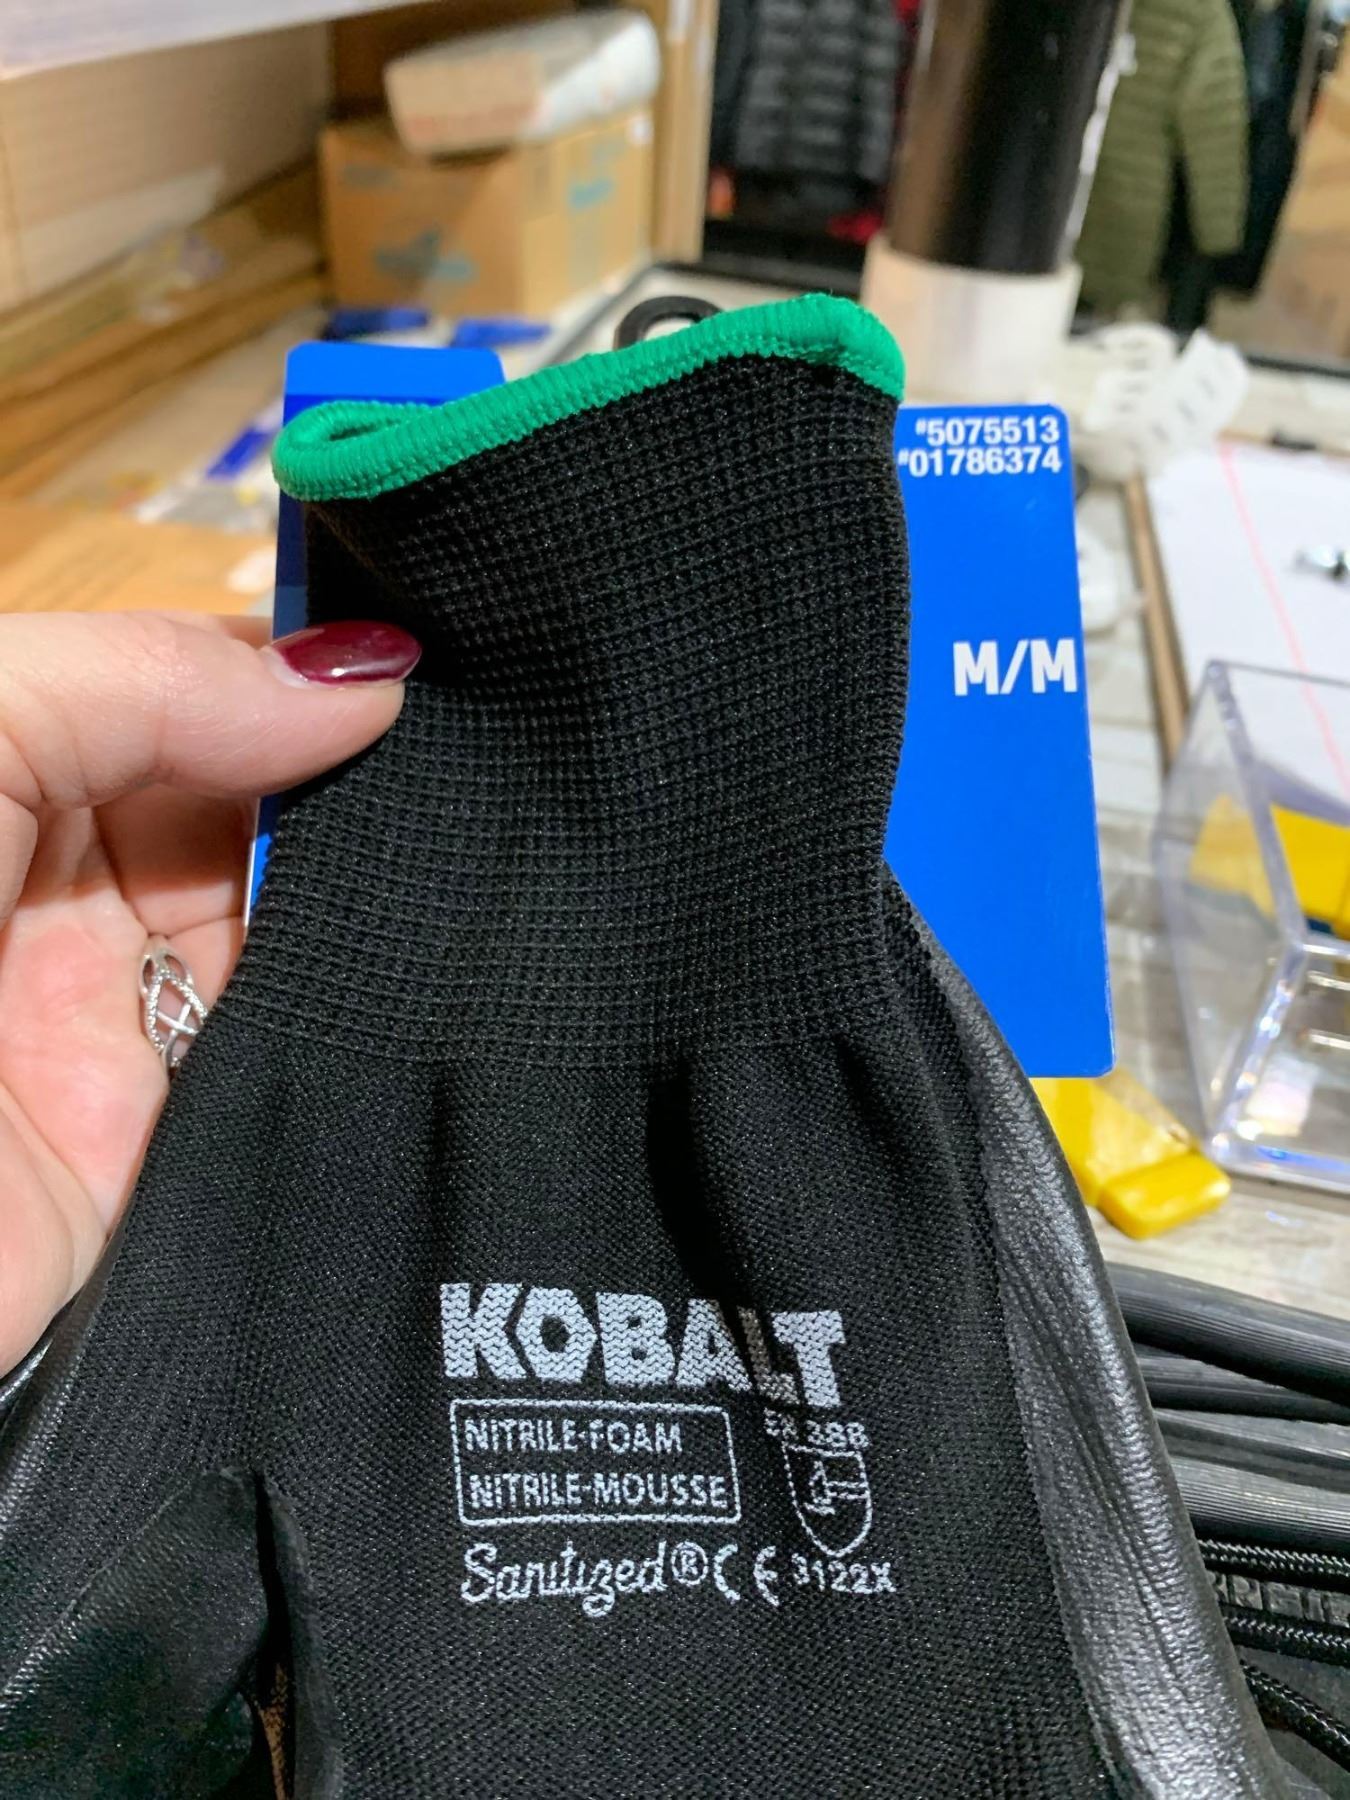 #5075513
#01786374
M/M
KOBALT
NITRILE-FOAM
EN 388
NITRILE-MOUSSE
Sanitized® CE 3122X